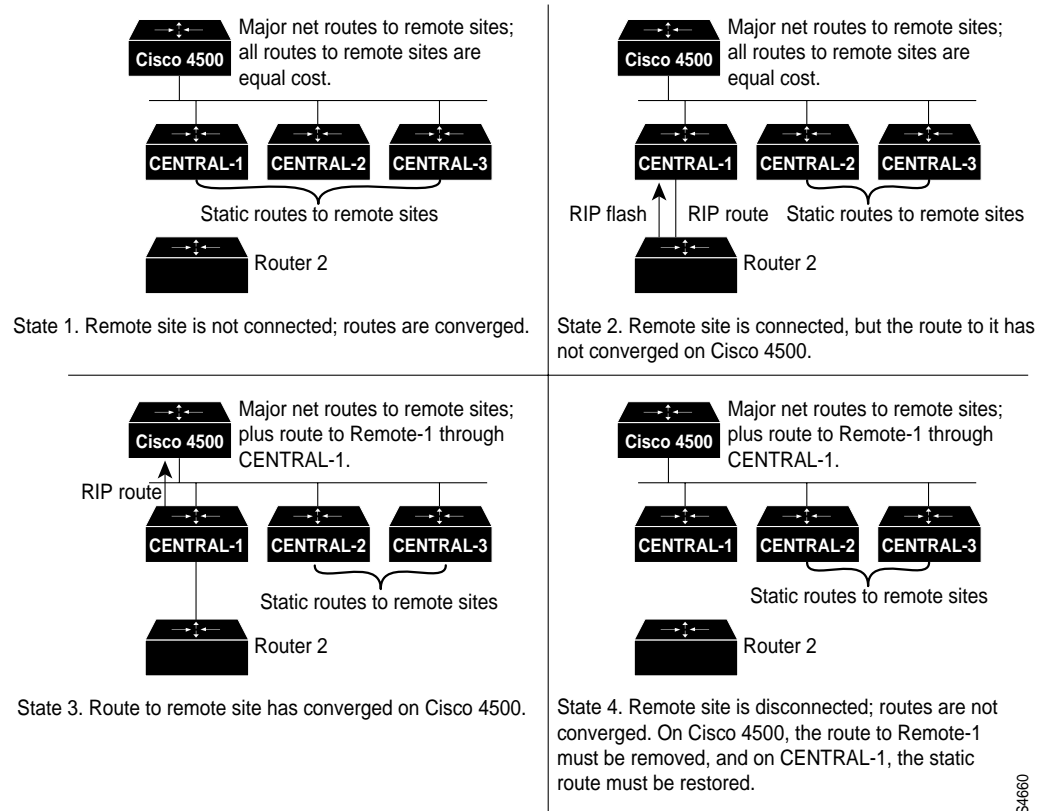 Major net routes to remote sites;
all routes to remote sites are
equal cost.
Cisco 4500
CENTRAL-1
CENTRAL-2
CENTRAL-3
Static routes to remote sites
Router 2
State 1. Remote site is not connected; routes are converged.
Major net routes to remote sites;
all routes to remote sites are
equal cost.
Cisco 4500
CENTRAL-1
CENTRAL-2
CENTRAL-3
RIP flash
RIP route
Static routes to remote sites
Router 2
State 2. Remote site is connected, but the route to it has
not converged on Cisco 4500.
Major net routes to remote sites;
plus route to Remote-1 through
CENTRAL-1.
Cisco 4500
RIP route
CENTRAL-1
CENTRAL-2
CENTRAL-3
Static routes to remote sites
Router 2
State 3. Route to remote site has converged on Cisco 4500.
Major net routes to remote sites;
plus route to Remote-1 through
CENTRAL-1.
Cisco 4500
CENTRAL-1
CENTRAL-2
CENTRAL-3
Static routes to remote sites
Router 2
State 4. Remote site is disconnected; routes are not
converged. On Cisco 4500, the route to Remote-1
must be removed, and on CENTRAL-1, the static
route must be restored.
S4660